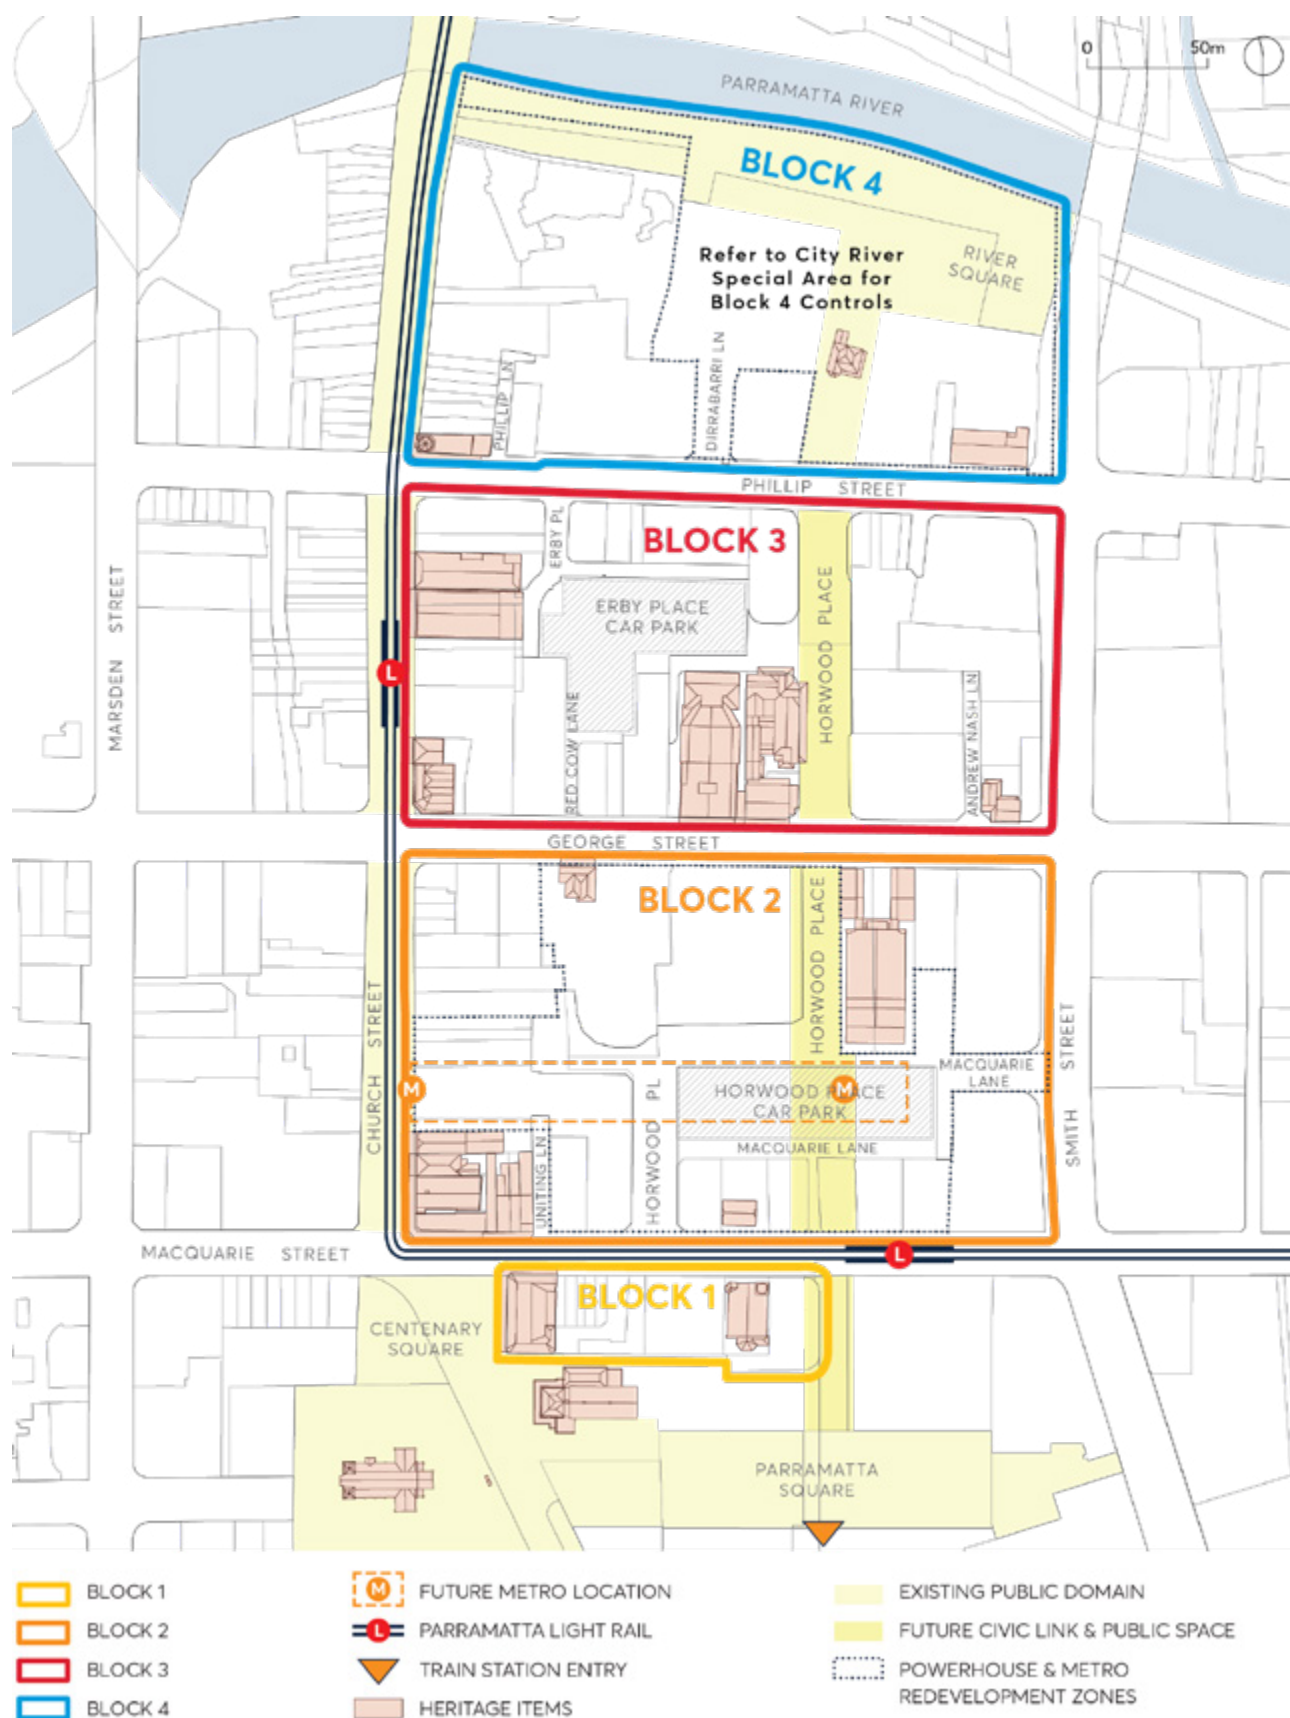 0 50m
PARRAMATTA RIVER
BLOCK 4
Refer to City River
Special Area for
Block 4 Controls
RIVER
SQUARE
DIRRABARRI LN
PHILLIP LN
PHILLIP STREET
BLOCK 3
ERBY PL
ERBY PLACE
CAR PARK
HORWOOD PLACE
MARSDEN STREET
L
RED COW LANE
ANDREW NASH LN
GEORGE STREET
BLOCK 2
HORWOOD PLACE
CHURCH STREET
SMITH STREET
MACQUARIE
LANE
M
M
HORWOOD PLACE
CAR PARK
HORWOOD PL
MACQUARIE LANE
UNITING LN
MACQUARIE STREET
L
BLOCK 1
CENTENARY
SQUARE
PARRAMATTA
SQUARE
BLOCK 1
BLOCK 2
BLOCK 3
BLOCK 4
M FUTURE METRO LOCATION
L PARRAMATTA LIGHT RAIL
TRAIN STATION ENTRY
HERITAGE ITEMS
EXISTING PUBLIC DOMAIN
FUTURE CIVIC LINK & PUBLIC SPACE
POWERHOUSE & METRO
REDEVELOPMENT ZONES